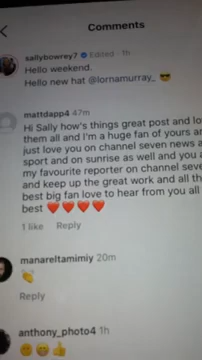 Comments
sallybowrey7 Edited · 1h
Hello weekend.
Hello new hat @lornamurray_ 😎
mattdapp4 47m
Hi Sally how's things great post and lo
them all and I'm a huge fan of yours an
just love you on channel seven news a
sport and on sunrise as well and you a
my favourite reporter on channel seve
and keep up the great work and all th
best big fan love to hear from you all
best ❤️❤️❤️❤️
1 like Reply
manareltamimiy 20m
👏
Reply
anthony_photo4 1h